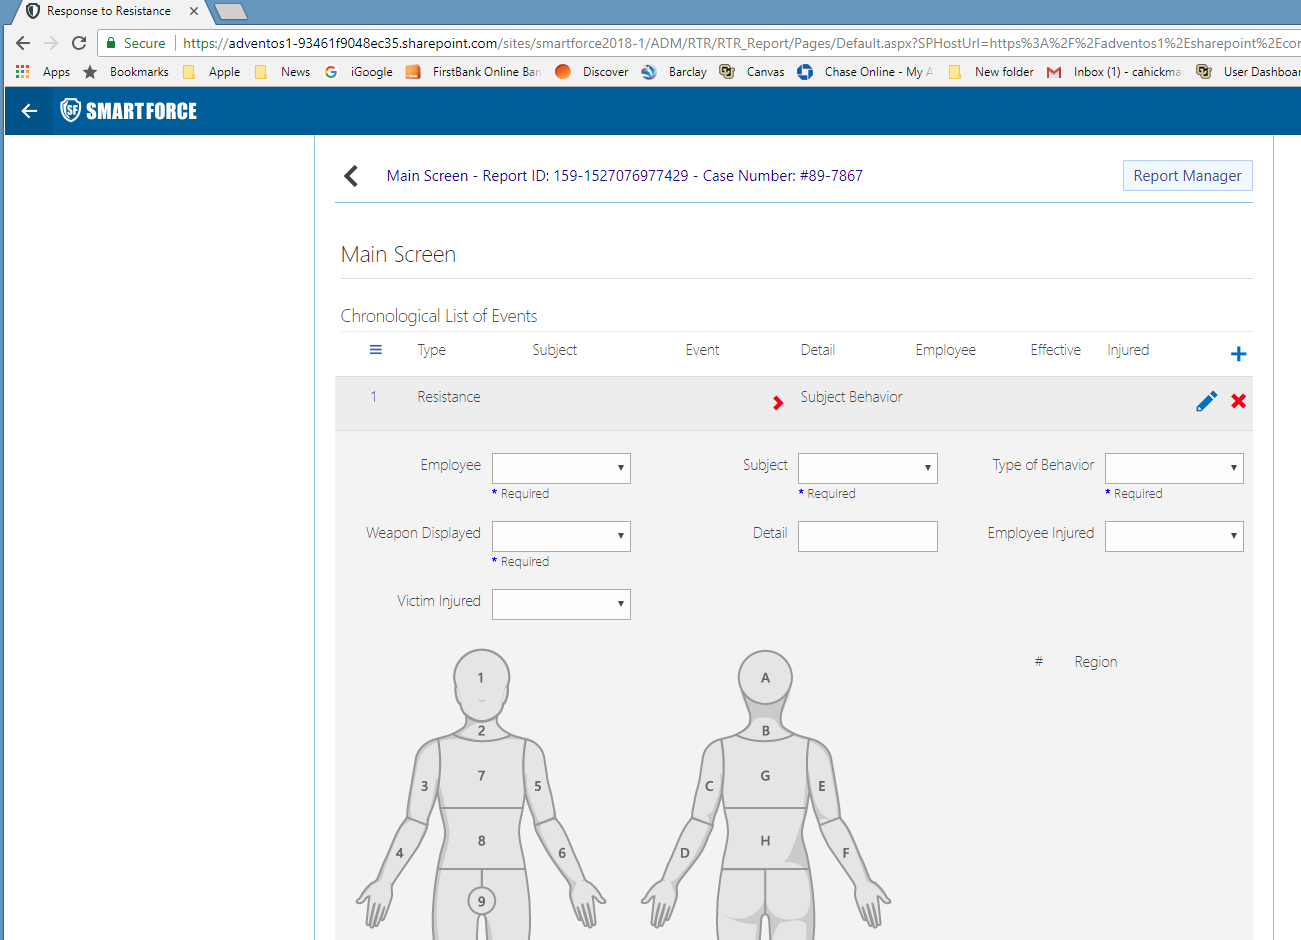 Response to Resistance
Secure https://adventos1-93461f9048ec35.sharepoint.com/sites/smartforce2018-1/ADM/RTR/RTR_Report/Pages/Default.aspx?SPHostUrl=https%3A%2F%2Fadventos1%2Esharepoint%2Ecor
Apps Bookmarks Apple News iGoogle FirstBank Online Ban Discover Barclay Canvas Chase Online - My A New folder Inbox (1) - cahickma User Dashboar
SF SMARTFORCE
Main Screen - Report ID: 159-1527076977429 - Case Number: #89-7867 Report Manager
Main Screen
Chronological List of Events
Type Subject Event Detail Employee Effective Injured
1 Resistance Subject Behavior
Employee Subject Type of Behavior
* Required * Required * Required
Weapon Displayed Detail Employee Injured
* Required
Victim Injured
# Region
1 A
2 B
7 G
3 5 C E
8 H
4 6 D F
9